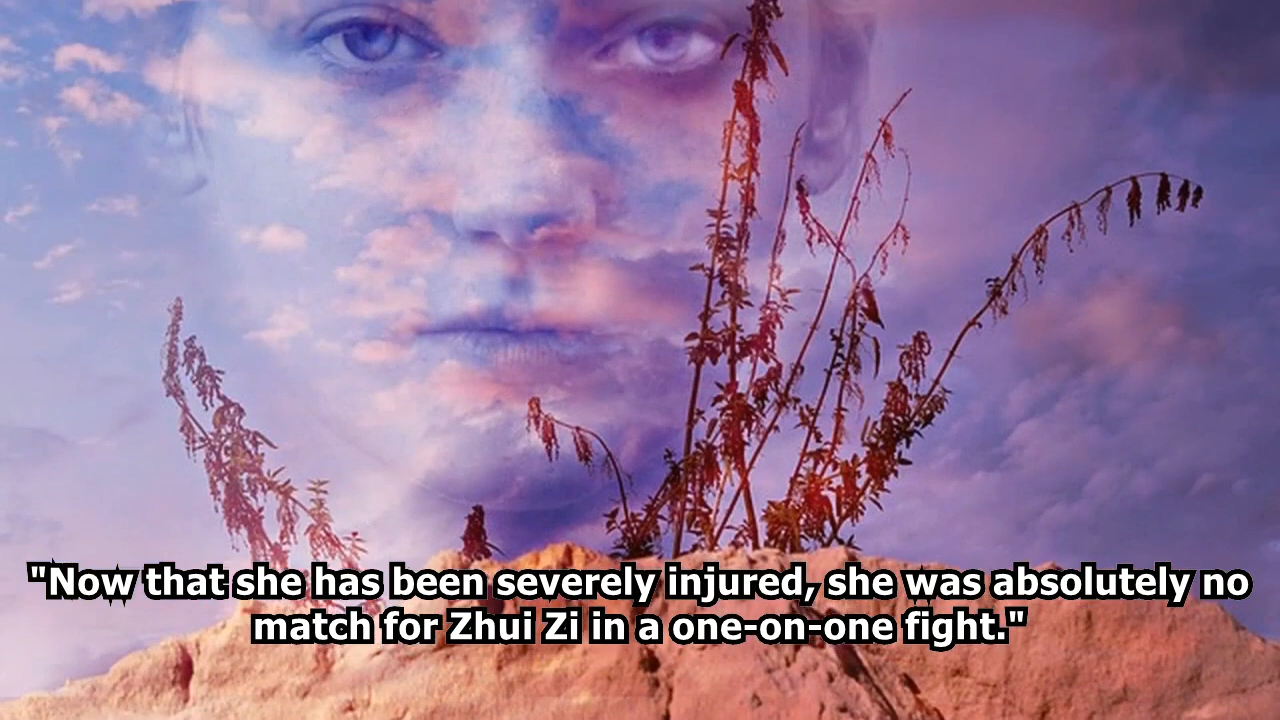 "Now that she has been severely injured, she was absolutely no
match for Zhui Zi in a one-on-one fight."